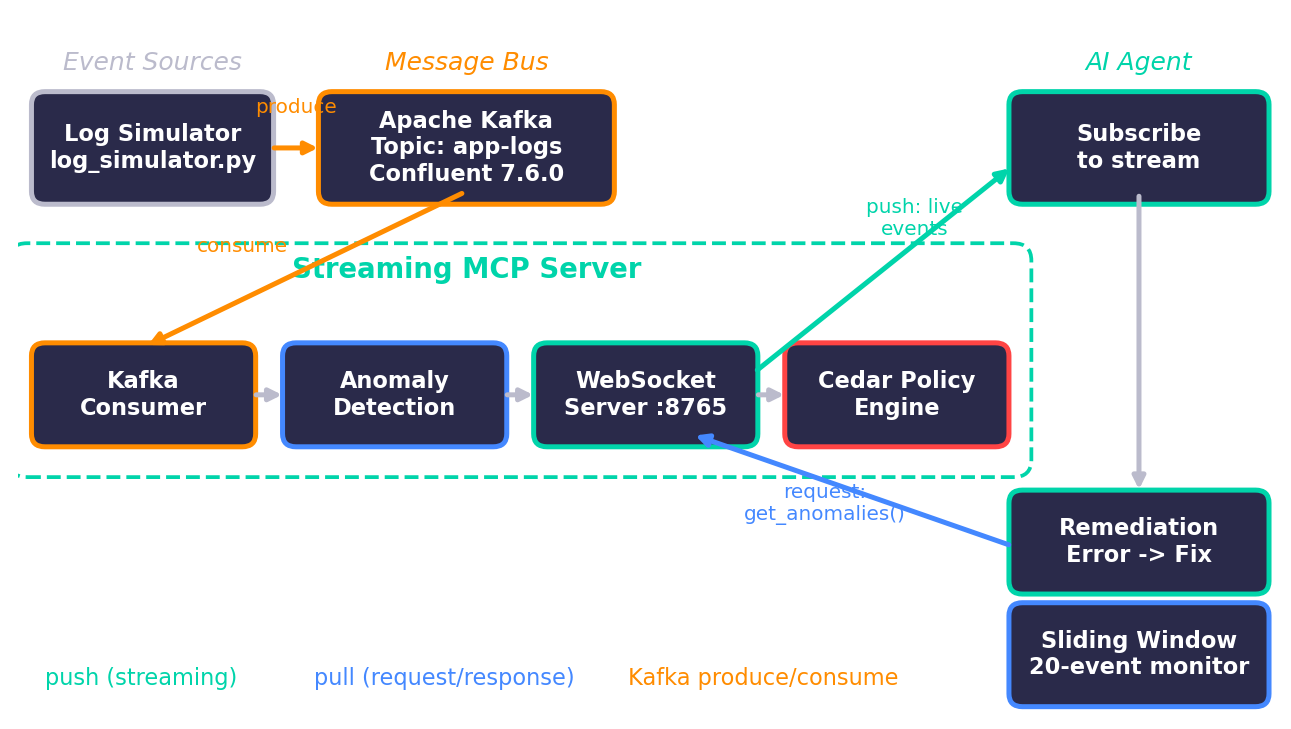 Event Sources
Message Bus
AI Agent
produce
Log Simulator
log_simulator.py
Apache Kafka
Topic: app-logs
Confluent 7.6.0
Subscribe
to stream
push: live
events
consume
Streaming MCP Server
Kafka
Consumer
Anomaly
Detection
WebSocket
Server :8765
Cedar Policy
Engine
request:
get_anomalies()
Remediation
Error -> Fix
Sliding Window
20-event monitor
push (streaming)
pull (request/response)
Kafka produce/consume